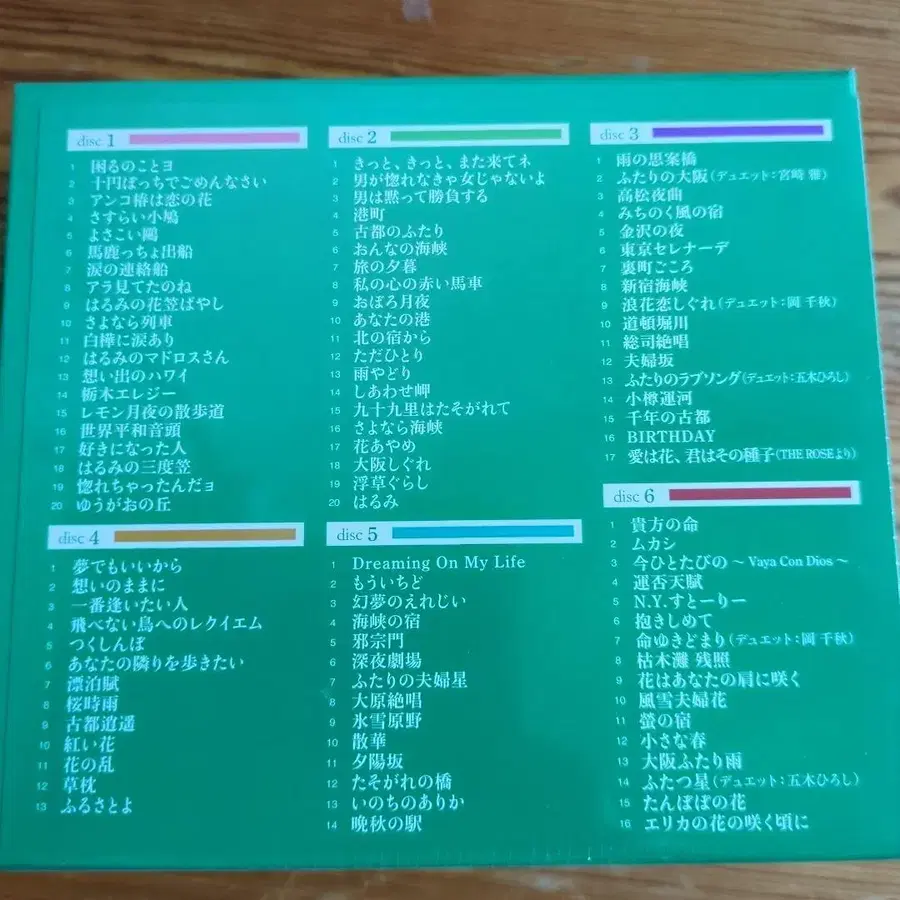 disc 1
1 困るのことヨ
2 十円ぽっちでごめんなさい
3 アンコ椿は恋の花
4 さすらい小鳩
5 よさこい鴎
6 馬鹿っちょ出船
7 涙の連絡船
8 アラ見てたのね
9 はるみの花笠ばやし
10 さよなら列車
11 白樺に涙あり
12 はるみのマドロスさん
13 想い出のハワイ
14 栃木エレジー
15 レモン月夜の散歩道
16 世界平和音頭
17 好きになった人
18 はるみの三度笠
19 惚れちゃったんだョ
20 ゆうがおの丘
disc 2
1 きっと、きっと、また来てネ
2 男が惚れなきゃ女じゃないよ
3 男は黙って勝負する
4 港町
5 古都のふたり
6 おんなの海峡
7 旅の夕暮
8 私の心の赤い馬車
9 おぼろ月夜
10 あなたの港
11 北の宿から
12 ただひとり
13 雨やどり
14 しあわせ岬
15 九十九里はたそがれて
16 さよなら海峡
17 花あやめ
18 大阪しぐれ
19 浮草ぐらし
20 はるみ
disc 3
1 雨の思案橋
2 ふたりの大阪(デュエット:宮崎 雅)
3 高松夜曲
4 みちのく風の宿
5 金沢の夜
6 東京セレナーデ
7 裏町ごころ
8 新宿海峡
9 浪花恋しぐれ(デュエット:岡 千秋)
10 道頓堀川
11 総司絶唱
12 夫婦坂
13 ふたりのラブソング(デュエット:五木ひろし)
14 小樽運河
15 千年の古都
16 BIRTHDAY
17 愛は花、君はその種子(THE ROSEより)
disc 4
1 夢でもいいから
2 想いのままに
3 一番逢いたい人
4 飛べない鳥へのレクイエム
5 つくしんぼ
6 あなたの隣りを歩きたい
7 漂泊賦
8 桜時雨
9 古都逍遥
10 紅い花
11 花の乱
12 草枕
13 ふるさとよ
disc 5
1 Dreaming On My Life
2 もういちど
3 幻夢のえれじい
4 海峡の宿
5 邪宗門
6 深夜劇場
7 ふたりの夫婦星
8 大原絶唱
9 氷雪原野
10 散華
11 夕陽坂
12 たそがれの橋
13 いのちのありか
14 晩秋の駅
disc 6
1 貴方の命
2 ムカシ
3 今ひとたびの ～ Vaya Con Dios ～
4 運否天賦
5 N.Y.すとーりー
6 抱きしめて
7 命ゆきどまり(デュエット:岡 千秋)
8 枯木灘 残照
9 花はあなたの肩に咲く
10 風雪夫婦花
11 螢の宿
12 小さな春
13 大阪ふたり雨
14 ふたつ星(デュエット:五木ひろし)
15 たんぽぽの花
16 エリカの花の咲く頃に